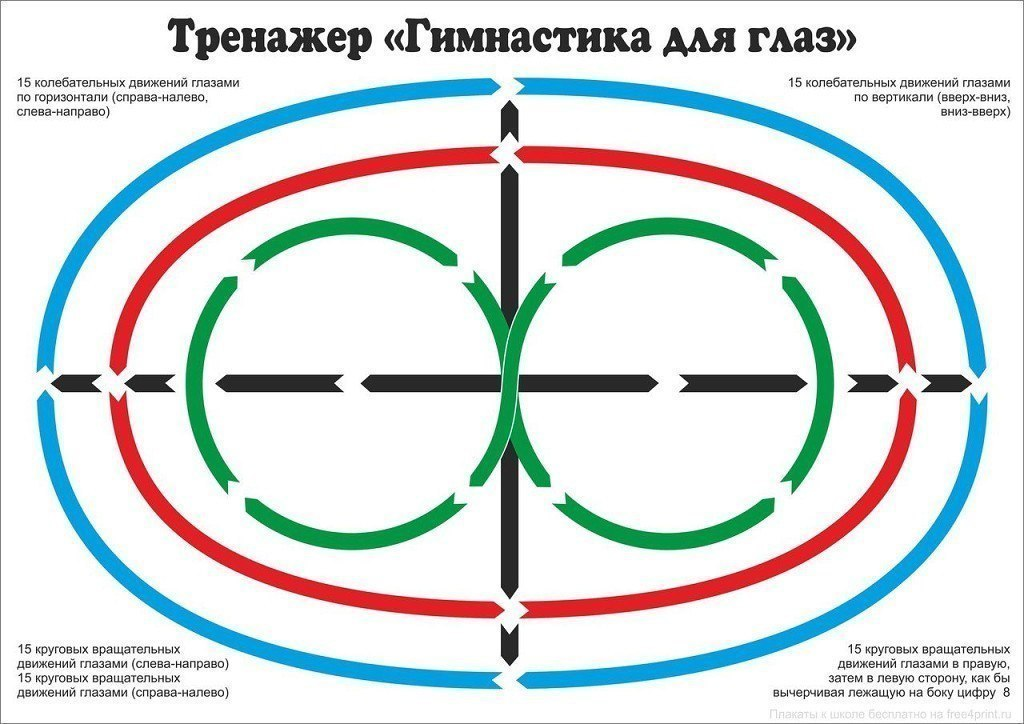 Тренажер «Гимнастика для глаз»
15 колебательных движений глазами
по горизонтали (справа-налево,
слева-направо)
15 колебательных движений глазами
по вертикали (вверх-вниз,
вниз-вверх)
15 круговых вращательных
движений глазами (слева-направо)
15 круговых вращательных
движений глазами (справа-налево)
15 круговых вращательных
движений глазами в правую,
затем в левую сторону, как бы
вычерчивая лежащую на боку цифру 8
Плакаты к школе бесплатно на free4print.ru